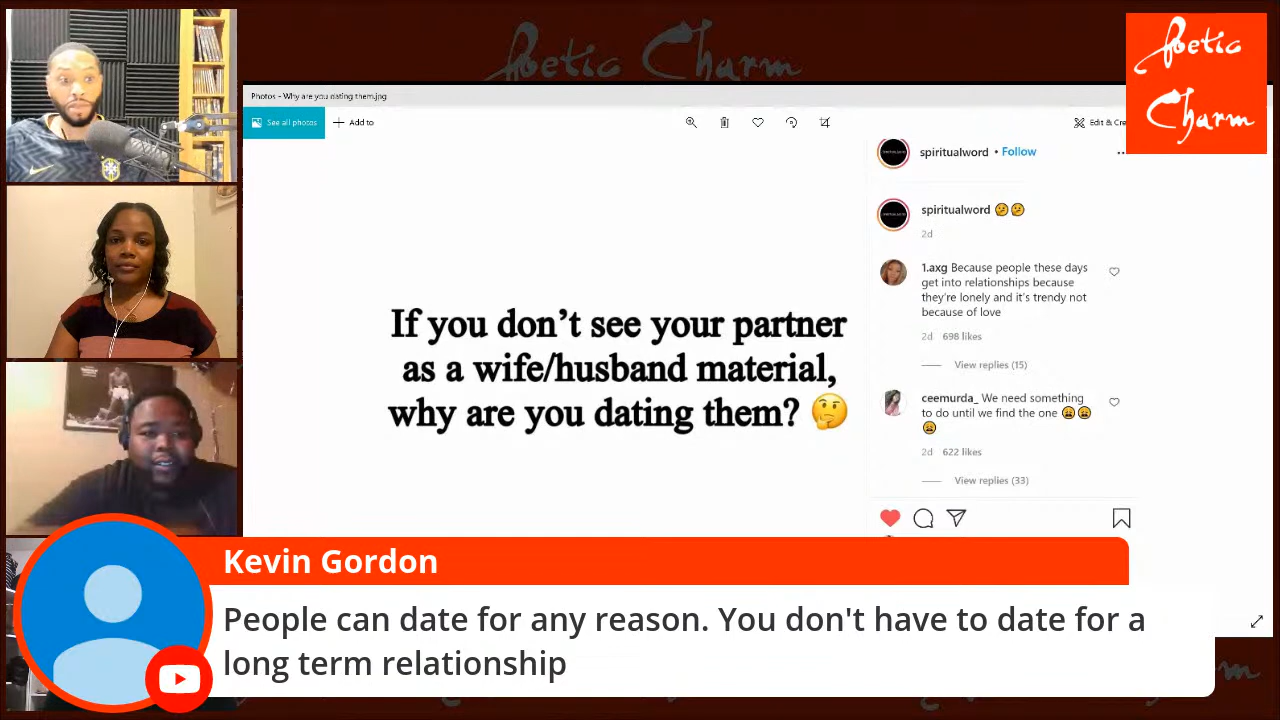 Poetic Charm
Poetic
Charm
Photos - Why are you dating them.jpg
See all photos
Add to
Edit & Cre
spiritualword • Follow
spiritualword 🫤🫤
2d
1.axg Because people these days
get into relationships because
they're lonely and it's trendy not
because of love
2d 698 likes
View replies (15)
ceemurda_ We need something
to do until we find the one 😩😩
😩
2d 622 likes
View replies (33)
If you don't see your partner
as a wife/husband material,
why are you dating them? 🤔
Kevin Gordon
People can date for any reason. You don't have to date for a
long term relationship